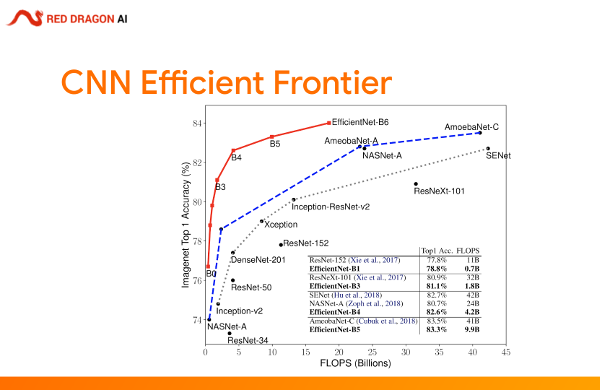 RED DRAGON AI
CNN Efficient Frontier
EfficientNet-B6
84
AmoebaNet-C
B5
AmeobaNet-A
B4
NASNet-A
SENet
82
B3
ResNeXt-101
80
Inception-ResNet-v2
Xception
ResNet-152
78
DenseNet-201
B0
ResNet-50
76
Inception-v2
74
NASNet-A
ResNet-34
Imagenet Top 1 Accuracy (%)
Top1 Acc. FLOPS
ResNet-152 (Xie et al., 2017) 77.8% 11B
EfficientNet-B1 78.8% 0.7B
ResNeXt-101 (Xie et al., 2017) 80.9% 32B
EfficientNet-B3 81.1% 1.8B
SENet (Hu et al., 2018) 82.7% 42B
NASNet-A (Zoph et al., 2018) 80.7% 24B
EfficientNet-B4 82.6% 4.2B
AmoebaNet-C (Cubuk et al., 2018) 83.5% 41B
EfficientNet-B5 83.3% 9.9B
0 5 10 15 20 25 30 35 40 45
FLOPS (Billions)